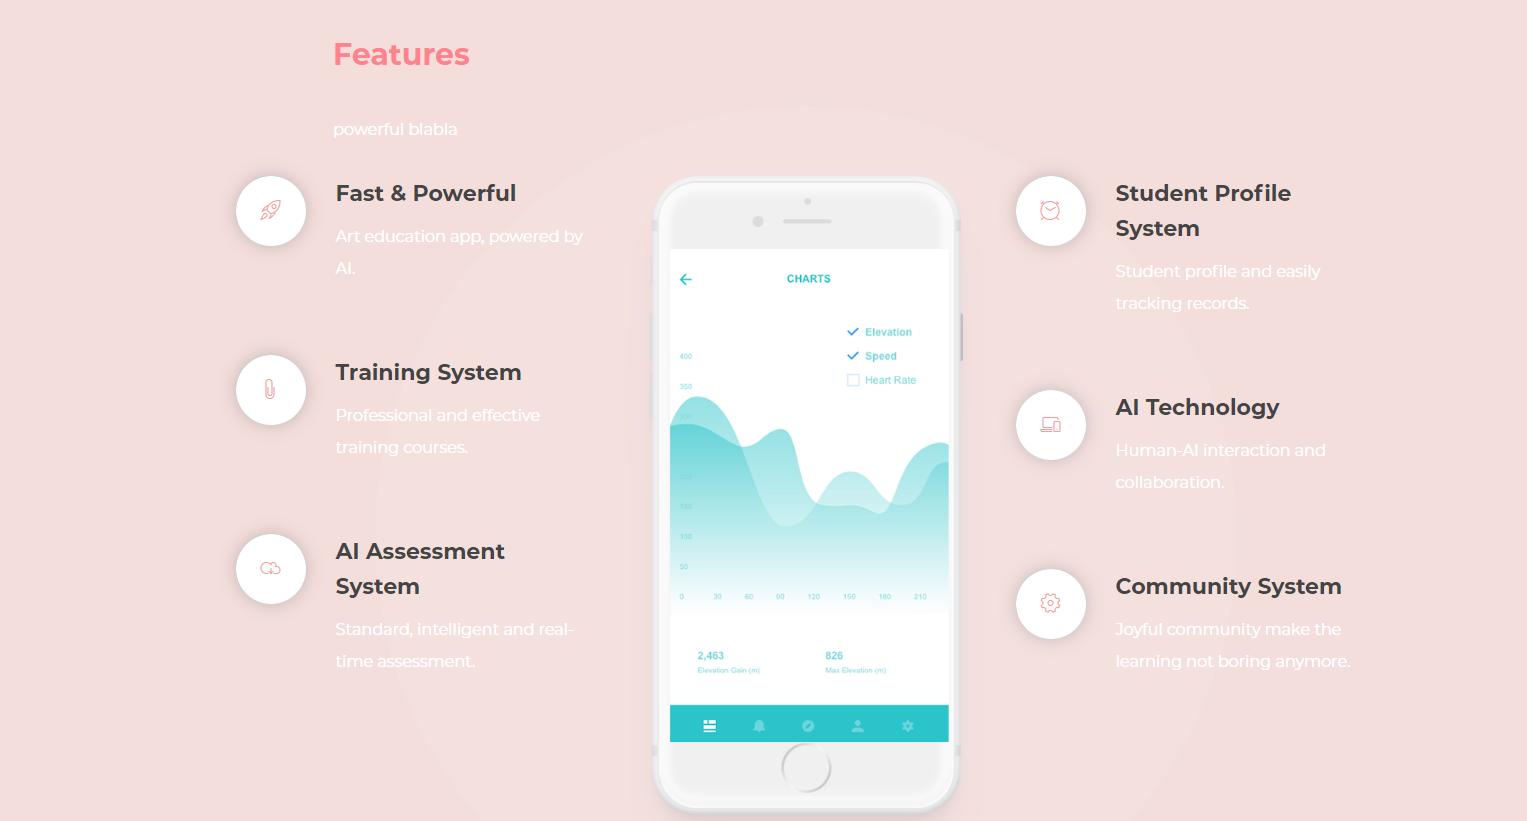 Features
powerful blabla
Fast & Powerful
Art education app, powered by
AI.
Training System
Professional and effective
training courses.
AI Assessment
System
Standard, intelligent and real-
time assessment.
CHARTS
Elevation
Speed
Heart Rate
400
350
300
200
150
100
50
0 30 60 90 120 150 180 210
2,463
Elevation Gain (m)
826
Max Elevation (m)
Student Profile
System
Student profile and easily
tracking records.
AI Technology
Human-AI interaction and
collaboration.
Community System
Joyful community make the
learning not boring anymore.